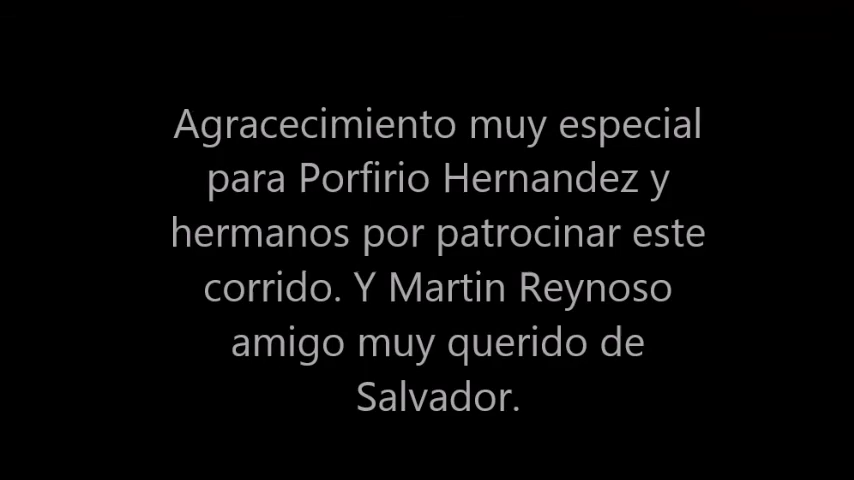 Agracecimiento muy especial
para Porfirio Hernandez y
hermanos por patrocinar este
corrido. Y Martin Reynoso
amigo muy querido de
Salvador.